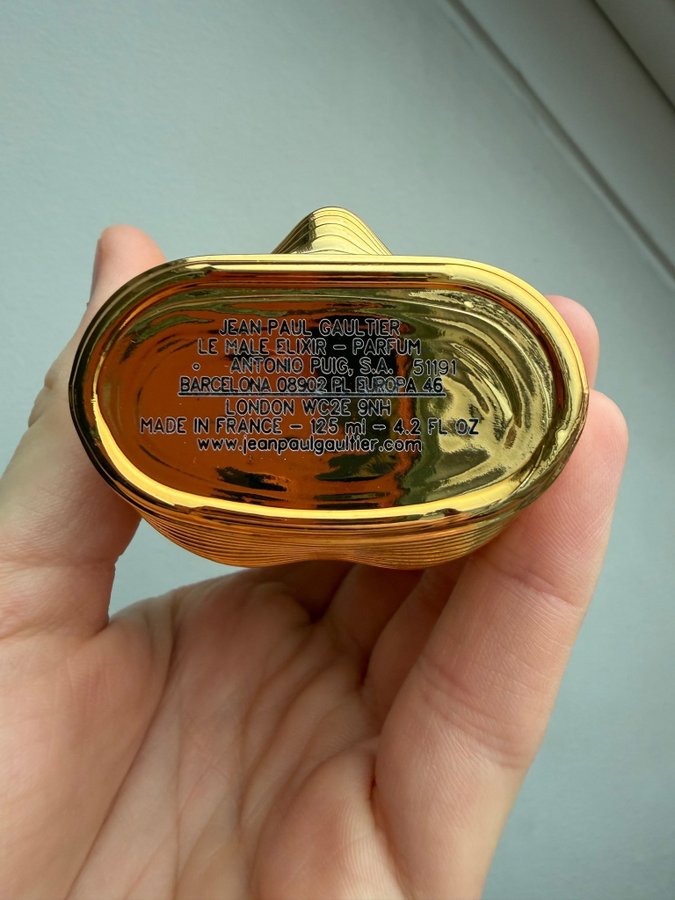 JEAN-PAUL GAULTIER
LE MALE ELIXIR - PARFUM
ANTONIO PUIG, S.A. 51191
BARCELONA 08902 PL EUROPA 46
LONDON WC2E 9NH
MADE IN FRANCE - 125 ml - 4.2 FL OZ
www.jeanpaulgaultier.com